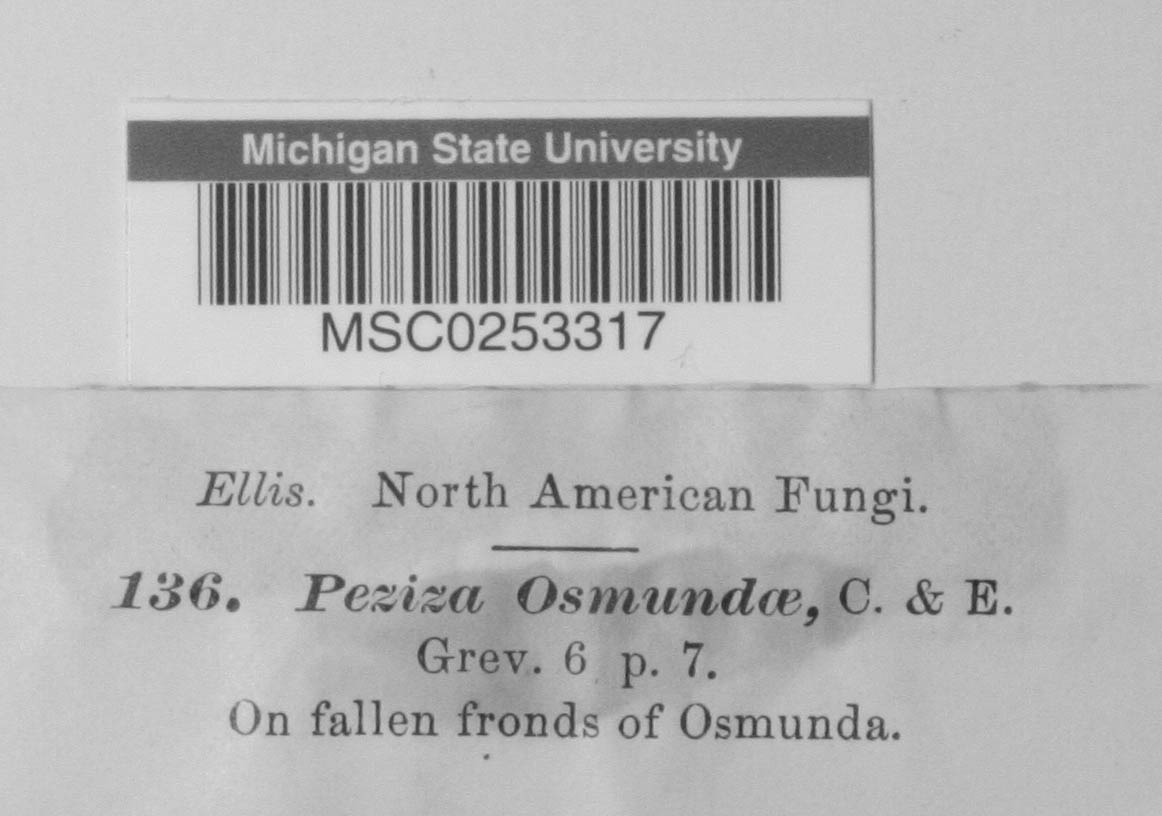 Michigan State University
MSC0253317
Ellis. North American Fungi.
136. Peziza Osmundæ, C. & E.
Grev. 6 p. 7.
On fallen fronds of Osmunda.